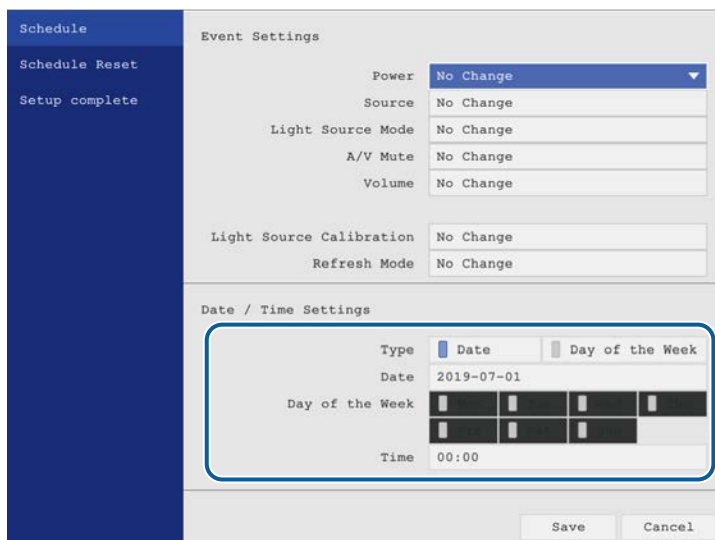 Schedule
Schedule Reset
Setup complete
Event Settings
Power No Change
Source No Change
Light Source Mode No Change
A/V Mute No Change
Volume No Change
Light Source Calibration No Change
Refresh Mode No Change
Date / Time Settings
Type Date Day of the Week
Date 2019-07-01
Day of the Week
Time 00:00
Save Cancel